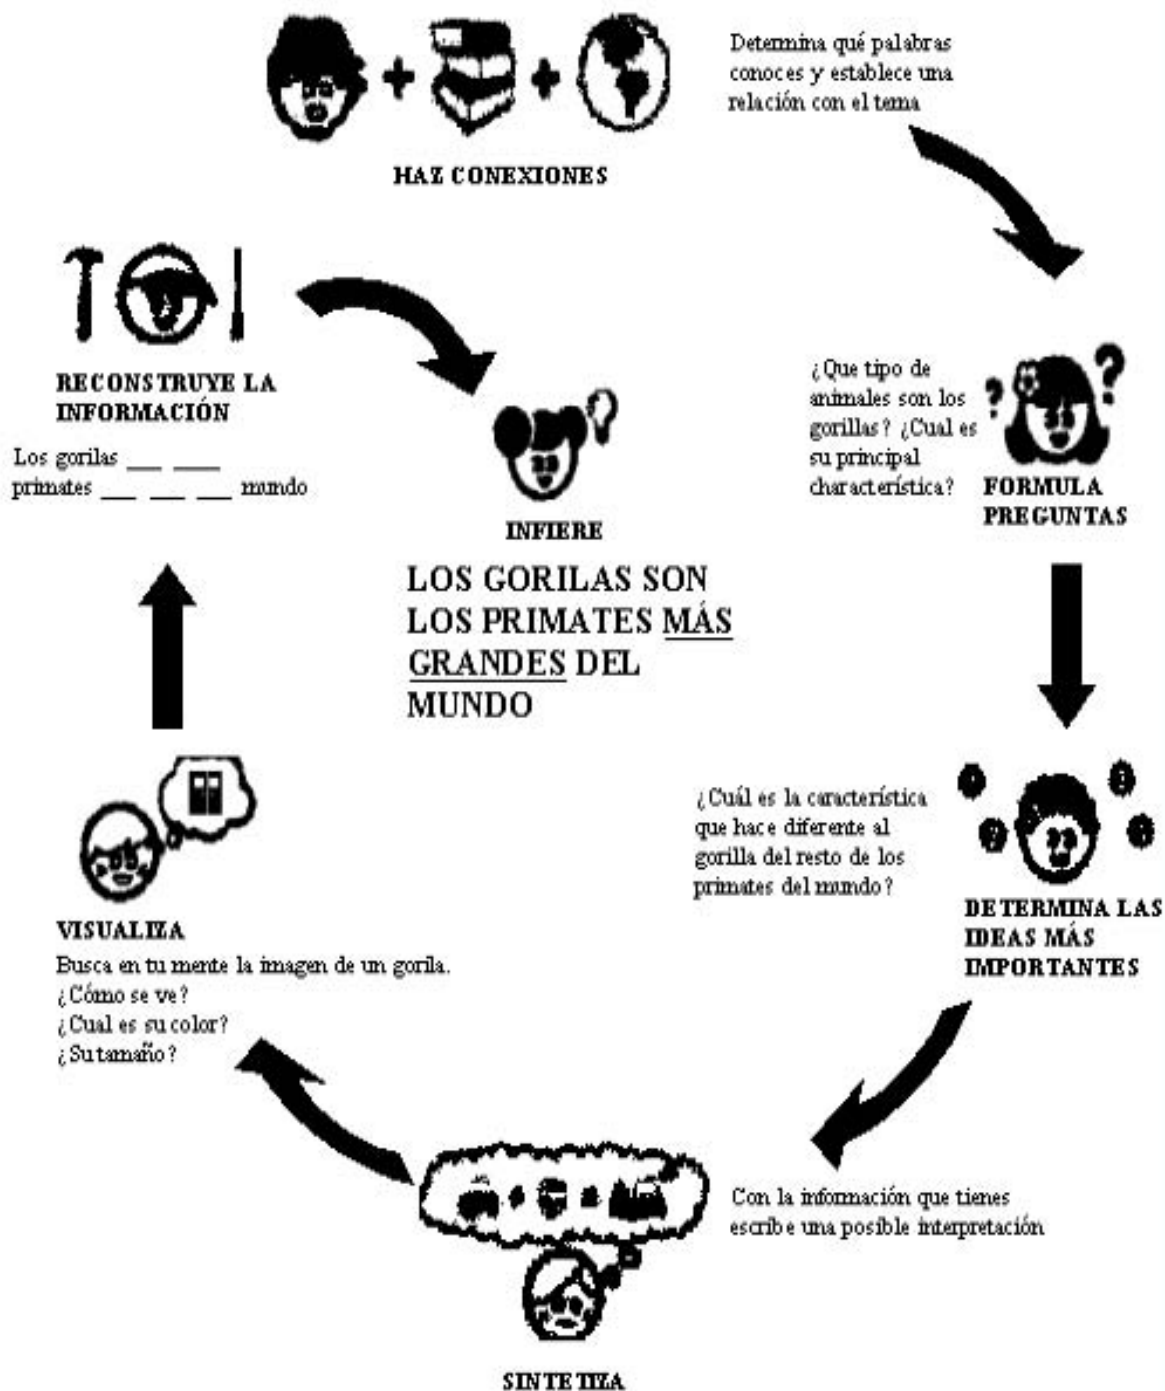 Determina qué palabras
conoces y establece una
relación con el tema
HAZ CONEXIONES
¿Que tipo de
animales son los
gorillas? ¿Cual es
su principal
characterística?
FORMULA
PREGUNTAS
¿Cuál es la característica
que hace diferente al
gorilla del resto de los
primates del mundo?
DETERMINA LAS
IDEAS MÁS
IMPORTANTES
Con la información que tienes
escribe una posible interpretación
SINTETIZA
VISUALIZA
Busca en tu mente la imagen de un gorila.
¿Cómo se ve?
¿Cual es su color?
¿Su tamaño?
RECONSTRUYE LA
INFORMACIÓN
Los gorilas ___ ____
primates ___ ___ ___ mundo
INFIERE
LOS GORILAS SON
LOS PRIMATES MÁS
GRANDES DEL
MUNDO